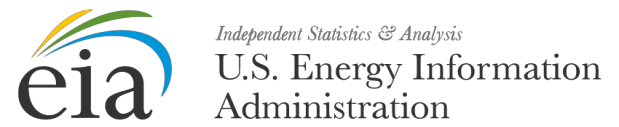 eia
Independent Statistics & Analysis
U.S. Energy Information
Administration